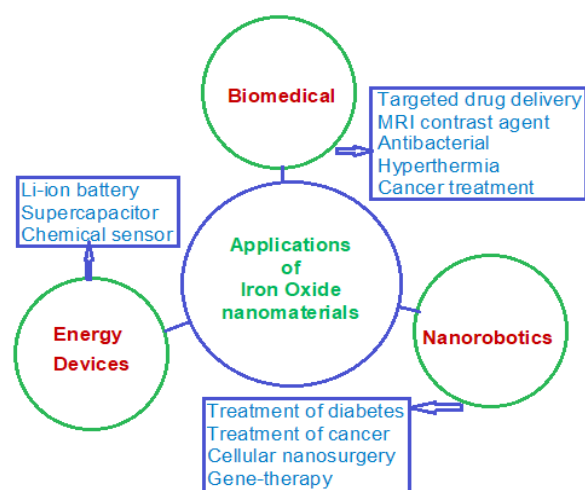 Biomedical
Targeted drug delivery
MRI contrast agent
Antibacterial
Hyperthermia
Cancer treatment
Li-ion battery
Supercapacitor
Chemical sensor
Applications
of
Iron Oxide
nanomaterials
Energy
Devices
Nanorobotics
Treatment of diabetes
Treatment of cancer
Cellular nanosurgery
Gene-therapy